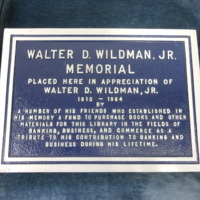 WALTER D. WILDMAN, JR.
MEMORIAL
PLACED HERE IN APPRECIATION OF
WALTER D. WILDMAN, JR.
1870 - 1964
BY
A NUMBER OF HIS FRIENDS WHO ESTABLISHED IN
HIS MEMORY A FUND TO PURCHASE BOOKS AND OTHER
MATERIALS FOR THIS LIBRARY IN THE FIELDS OF
BANKING, BUSINESS, AND COMMERCE AS A
TRIBUTE TO HIS CONTRIBUTION TO BANKING AND
BUSINESS DURING HIS LIFETIME.